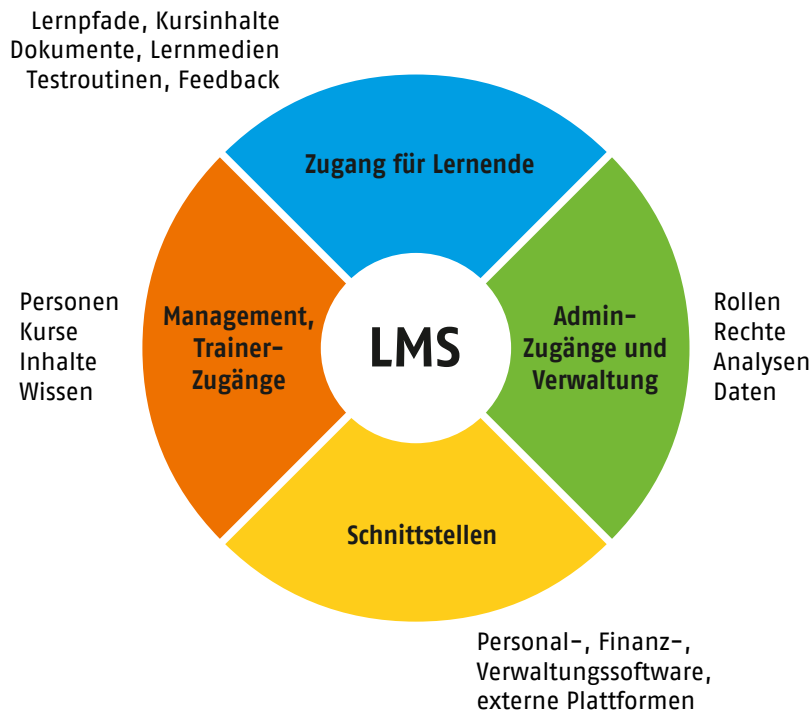 Lernpfade, Kursinhalte
Dokumente, Lernmedien
Testroutinen, Feedback
Zugang für Lernende
Personen
Kurse
Inhalte
Wissen
Management,
Trainer-
Zugänge
LMS
Admin-
Zugänge und
Verwaltung
Rollen
Rechte
Analysen
Daten
Schnittstellen
Personal-, Finanz-,
Verwaltungssoftware,
externe Plattformen